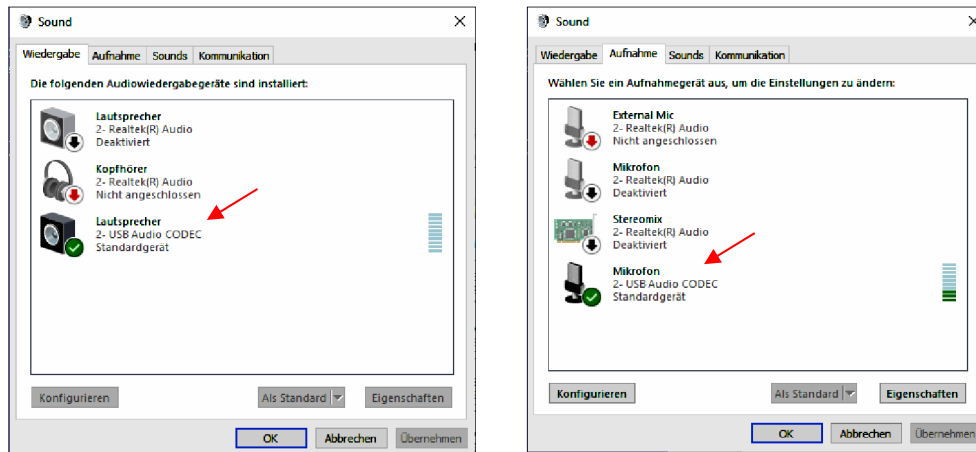 Sound
Wiedergabe Aufnahme Sounds Kommunikation
Die folgenden Audiowiedergabegeräte sind installiert:
Lautsprecher
2- Realtek(R) Audio
Deaktiviert
Kopfhörer
2- Realtek(R) Audio
Nicht angeschlossen
Lautsprecher
2- USB Audio CODEC
Standardgerät
Konfigurieren Als Standard Eigenschaften
OK Abbrechen Übernehmen
Sound
Wiedergabe Aufnahme Sounds Kommunikation
Wählen Sie ein Aufnahmegerät aus, um die Einstellungen zu ändern:
External Mic
2- Realtek(R) Audio
Nicht angeschlossen
Mikrofon
2- Realtek(R) Audio
Deaktiviert
Stereomix
2- Realtek(R) Audio
Deaktiviert
Mikrofon
2- USB Audio CODEC
Standardgerät
Konfigurieren Als Standard Eigenschaften
OK Abbrechen Übernehmen